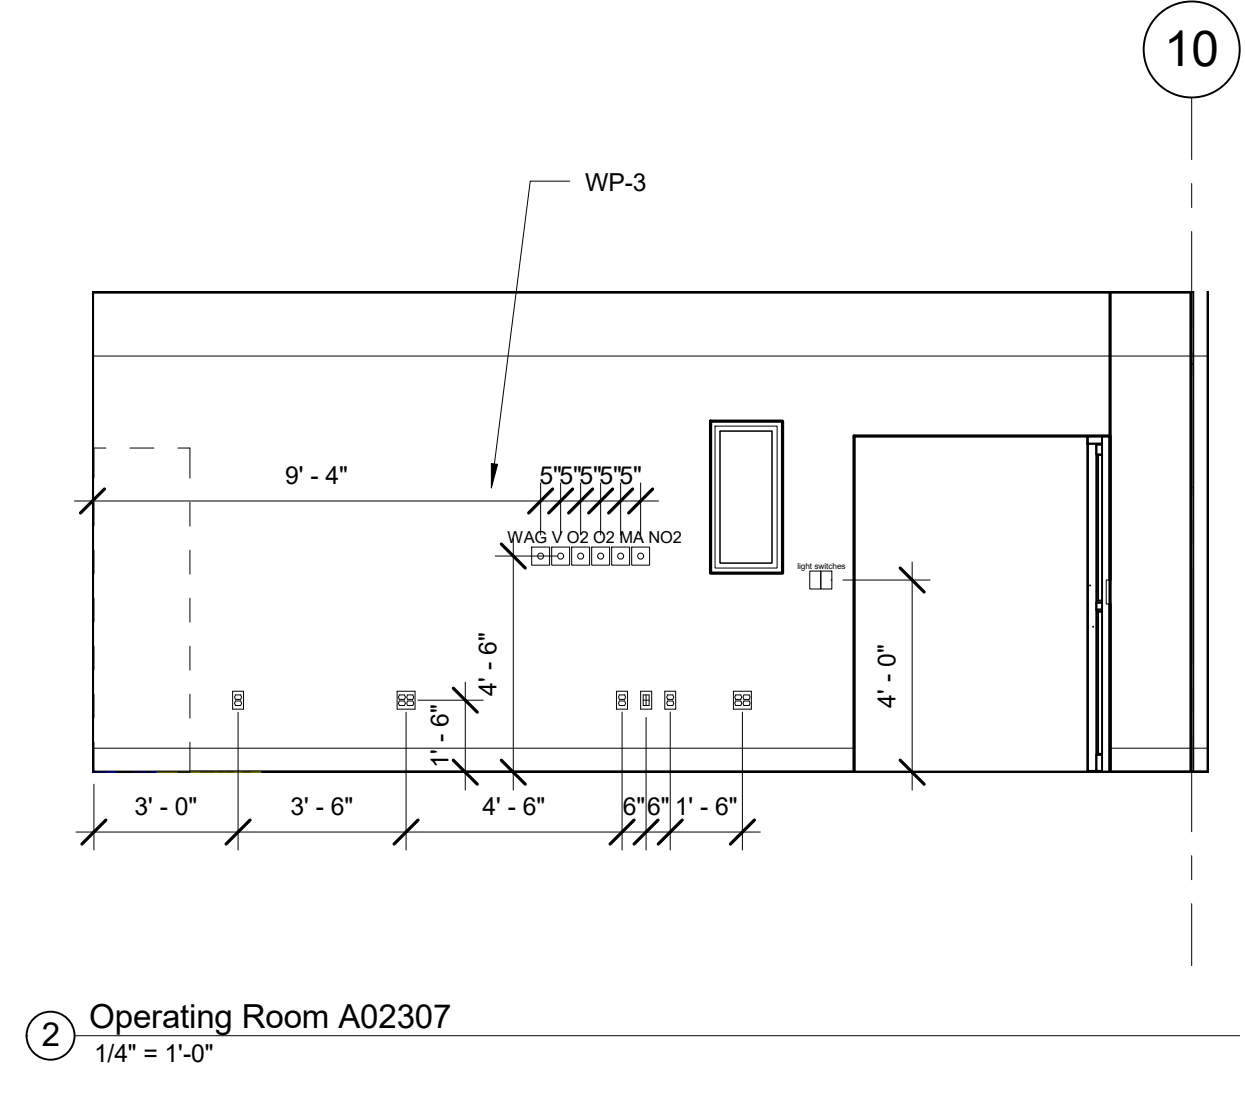 10
WP-3
9' - 4"
5" 5" 5" 5" 5"
WAG V O2 O2 MA NO2
light switches
4' - 6"
1' - 6"
4' - 0"
3' - 0" 3' - 6" 4' - 6" 6" 6" 1' - 6"
2 Operating Room A02307
1/4" = 1'-0"